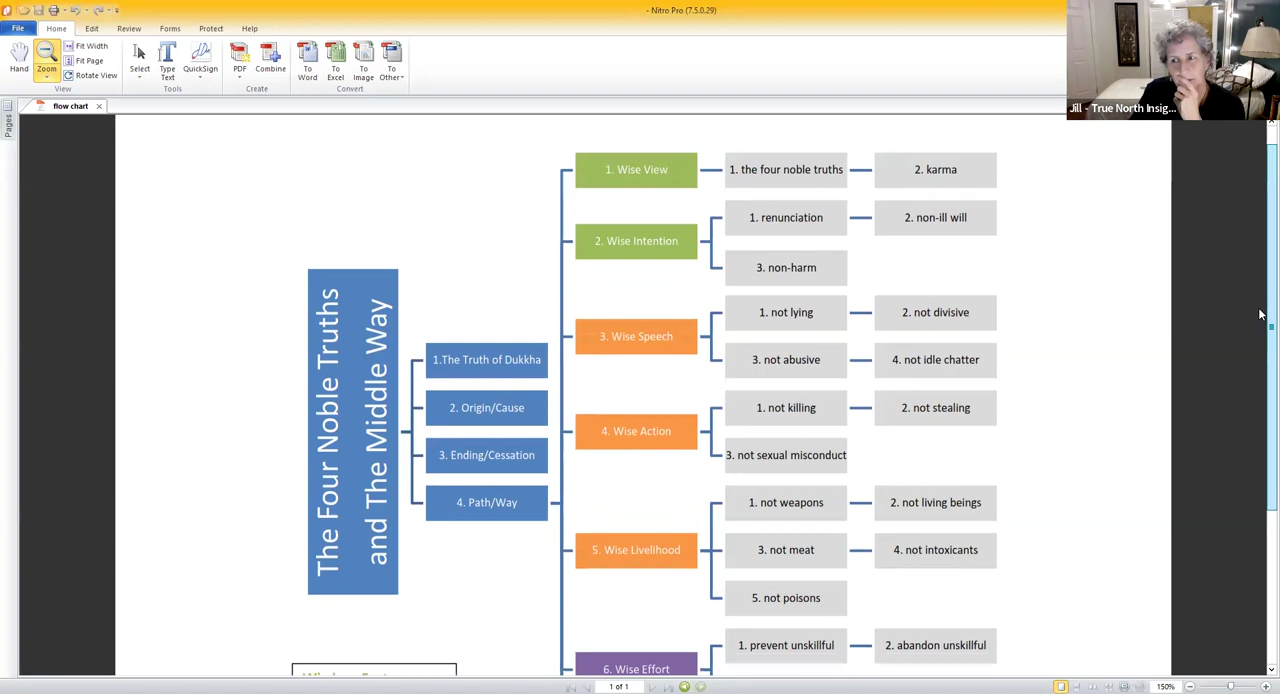 - Nitro Pro (7.5.0.29)
File Home Edit Review Forms Protect Help
Hand
Zoom
Fit Width
Fit Page
Rotate View
View
Select
Type Text
QuickSign
Tools
PDF
Combine
Create
To Word
To Excel
To Image
To Other
Convert
Jill - True North Insig...
flow chart
Pages
The Four Noble Truths
and The Middle Way
1.The Truth of Dukkha
2. Origin/Cause
3. Ending/Cessation
4. Path/Way
1. Wise View
1. the four noble truths
2. karma
2. Wise Intention
1. renunciation
2. non-ill will
3. non-harm
3. Wise Speech
1. not lying
2. not divisive
3. not abusive
4. not idle chatter
4. Wise Action
1. not killing
2. not stealing
3. not sexual misconduct
5. Wise Livelihood
1. not weapons
2. not living beings
3. not meat
4. not intoxicants
5. not poisons
6. Wise Effort
1. prevent unskillful
2. abandon unskillful
1 of 1
150%